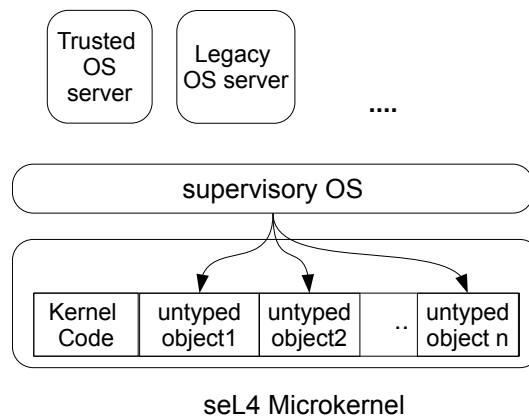 Trusted
OS
server
Legacy
OS server
....
supervisory OS
Kernel
Code
untyped
object1
untyped
object2
..
untyped
object n
seL4 Microkernel